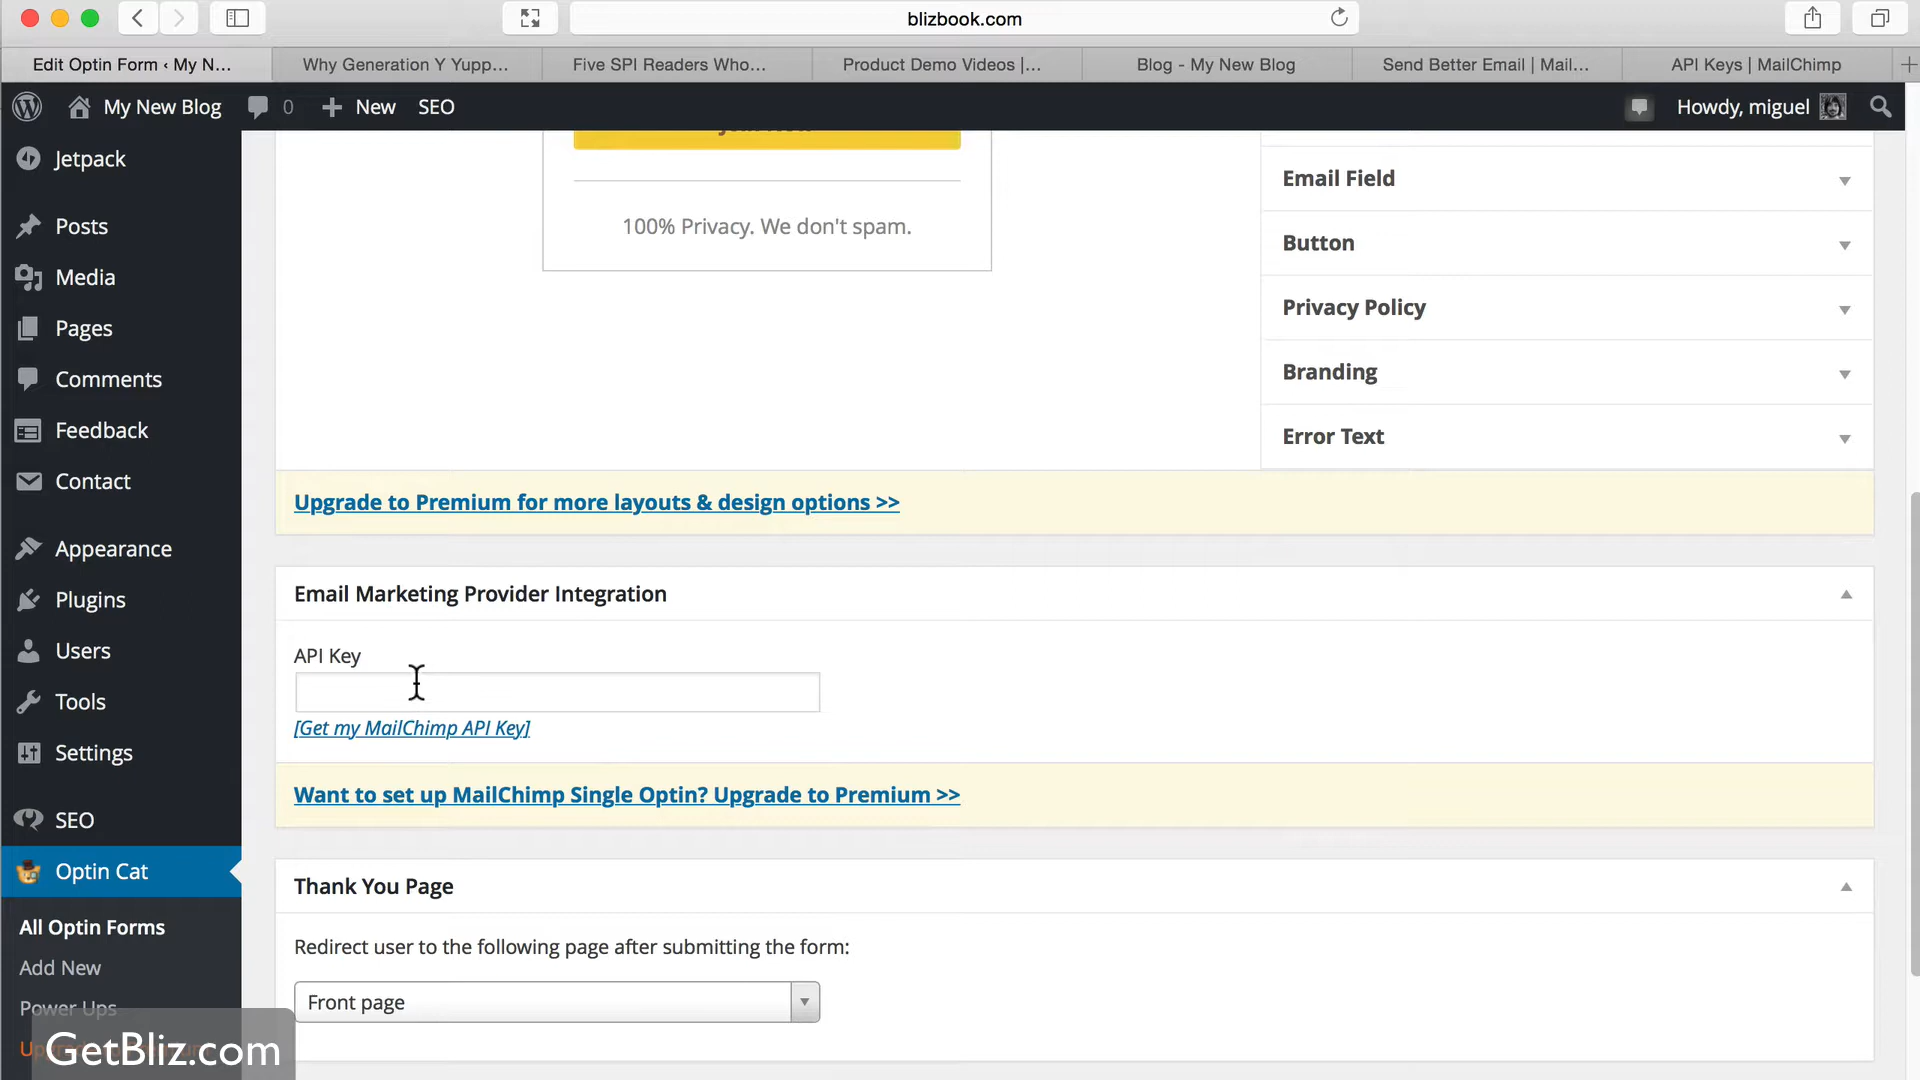 blizbook.com
Edit Optin Form ‹ My N...
Why Generation Y Yupp...
Five SPI Readers Who...
Product Demo Videos |...
Blog - My New Blog
Send Better Email | Mail...
API Keys | MailChimp
My New Blog
0
New
SEO
Howdy, miguel
Jetpack
Posts
Media
Pages
Comments
Feedback
Contact
Appearance
Plugins
Users
Tools
Settings
SEO
Optin Cat
All Optin Forms
Add New
Power Ups
GetBliz.com
100% Privacy. We don't spam.
Email Field
Button
Privacy Policy
Branding
Error Text
Upgrade to Premium for more layouts & design options >>
Email Marketing Provider Integration
API Key
[Get my MailChimp API Key]
Want to set up MailChimp Single Optin? Upgrade to Premium >>
Thank You Page
Redirect user to the following page after submitting the form:
Front page